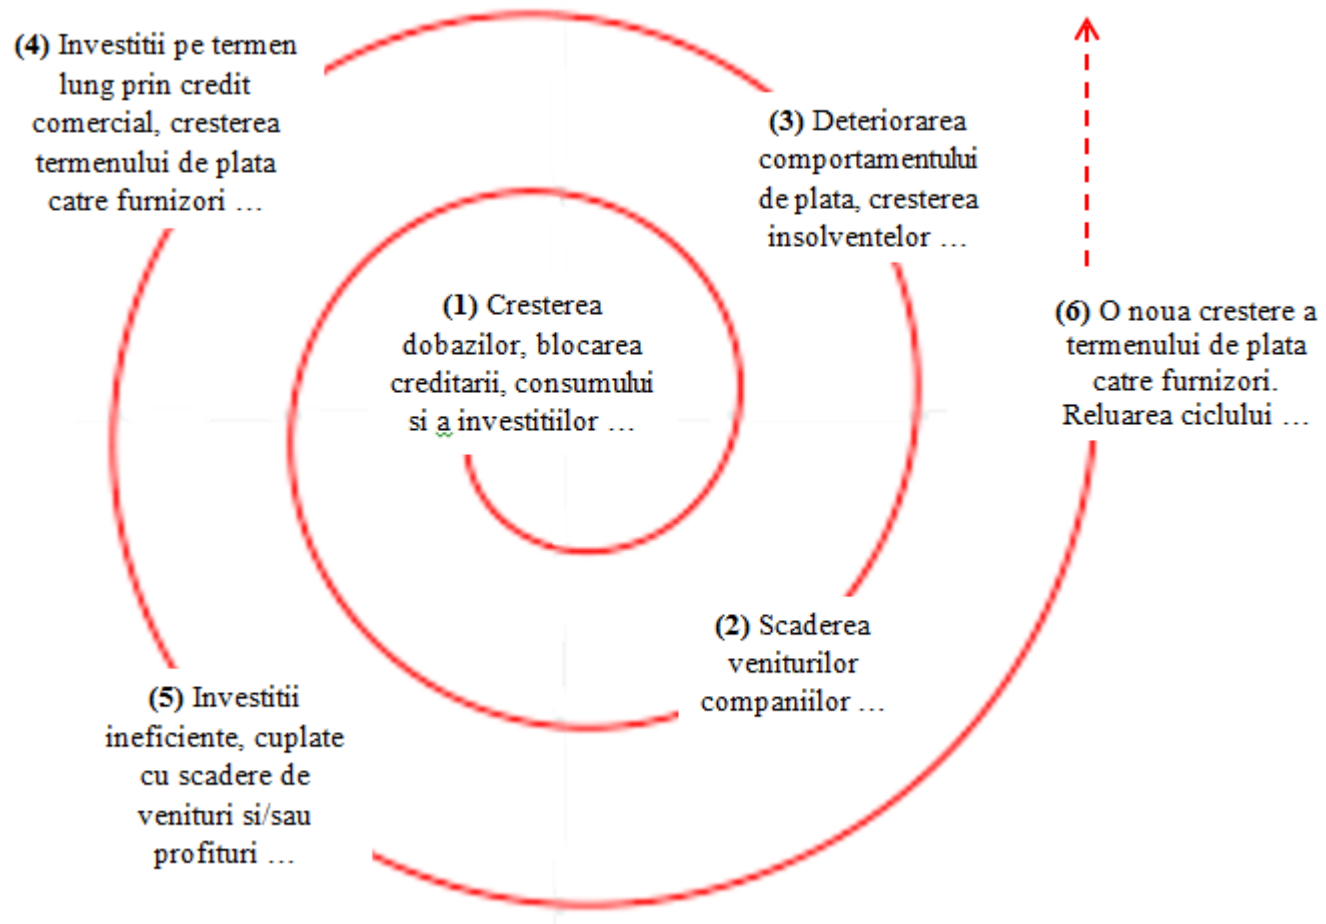 (1) Cresterea
dobazilor, blocarea
creditarii, consumului
si a investitiilor …
(2) Scaderea
veniturilor
companiilor …
(3) Deteriorarea
comportamentului
de plata, cresterea
insolventelor …
(4) Investitii pe termen
lung prin credit
comercial, cresterea
termenului de plata
catre furnizori …
(5) Investitii
ineficiente, cuplate
cu scadere de
venituri si/sau
profituri …
(6) O noua crestere a
termenului de plata
catre furnizori.
Reluarea ciclului …